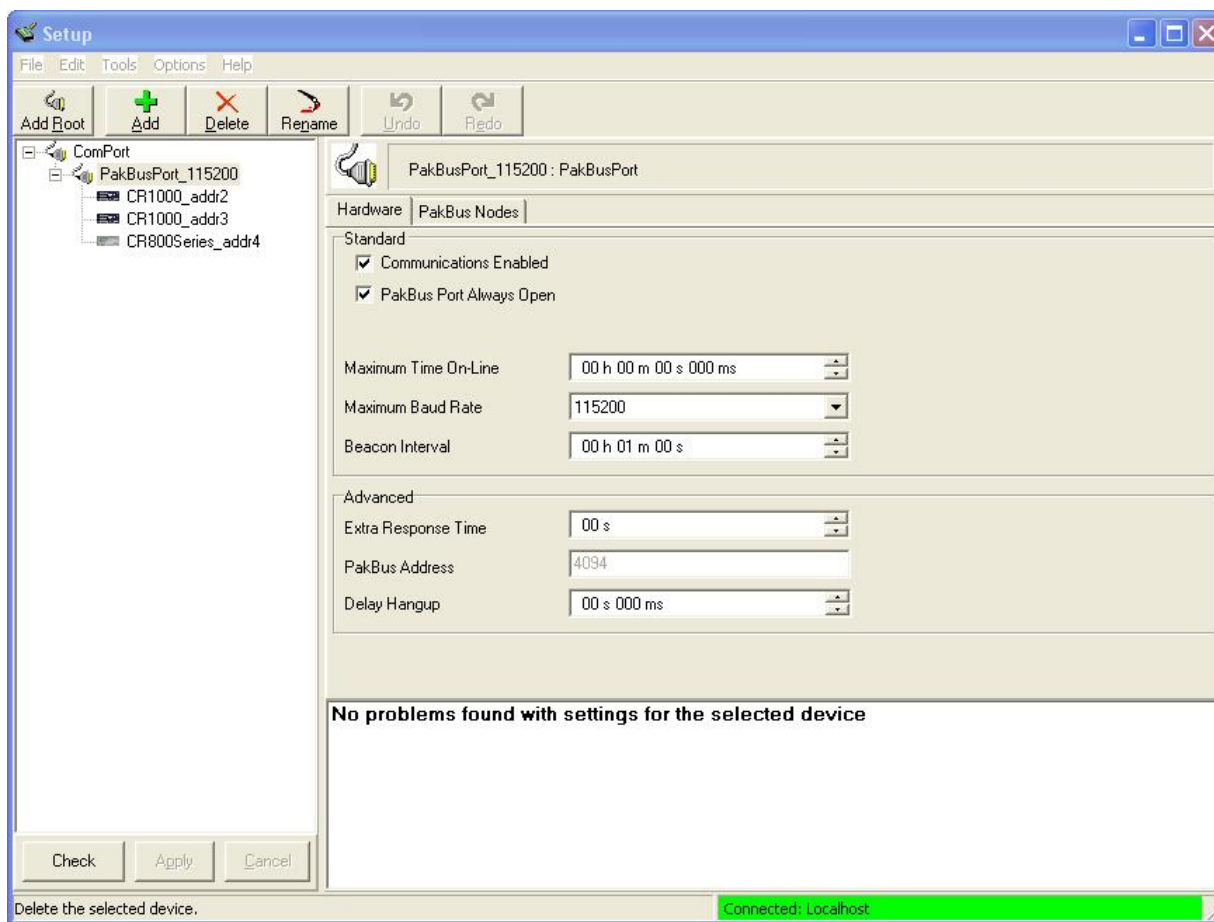 Setup
File Edit Tools Options Help
Add Root Add Delete Rename Undo Redo
ComPort
PakBusPort_115200
CR1000_addr2
CR1000_addr3
CR800Series_addr4
PakBusPort_115200 : PakBusPort
Hardware PakBus Nodes
Standard
Communications Enabled
PakBus Port Always Open
Maximum Time On-Line 00 h 00 m 00 s 000 ms
Maximum Baud Rate 115200
Beacon Interval 00 h 01 m 00 s
Advanced
Extra Response Time 00 s
PakBus Address 4094
Delay Hangup 00 s 000 ms
No problems found with settings for the selected device
Check Apply Cancel
Delete the selected device. Connected: Localhost